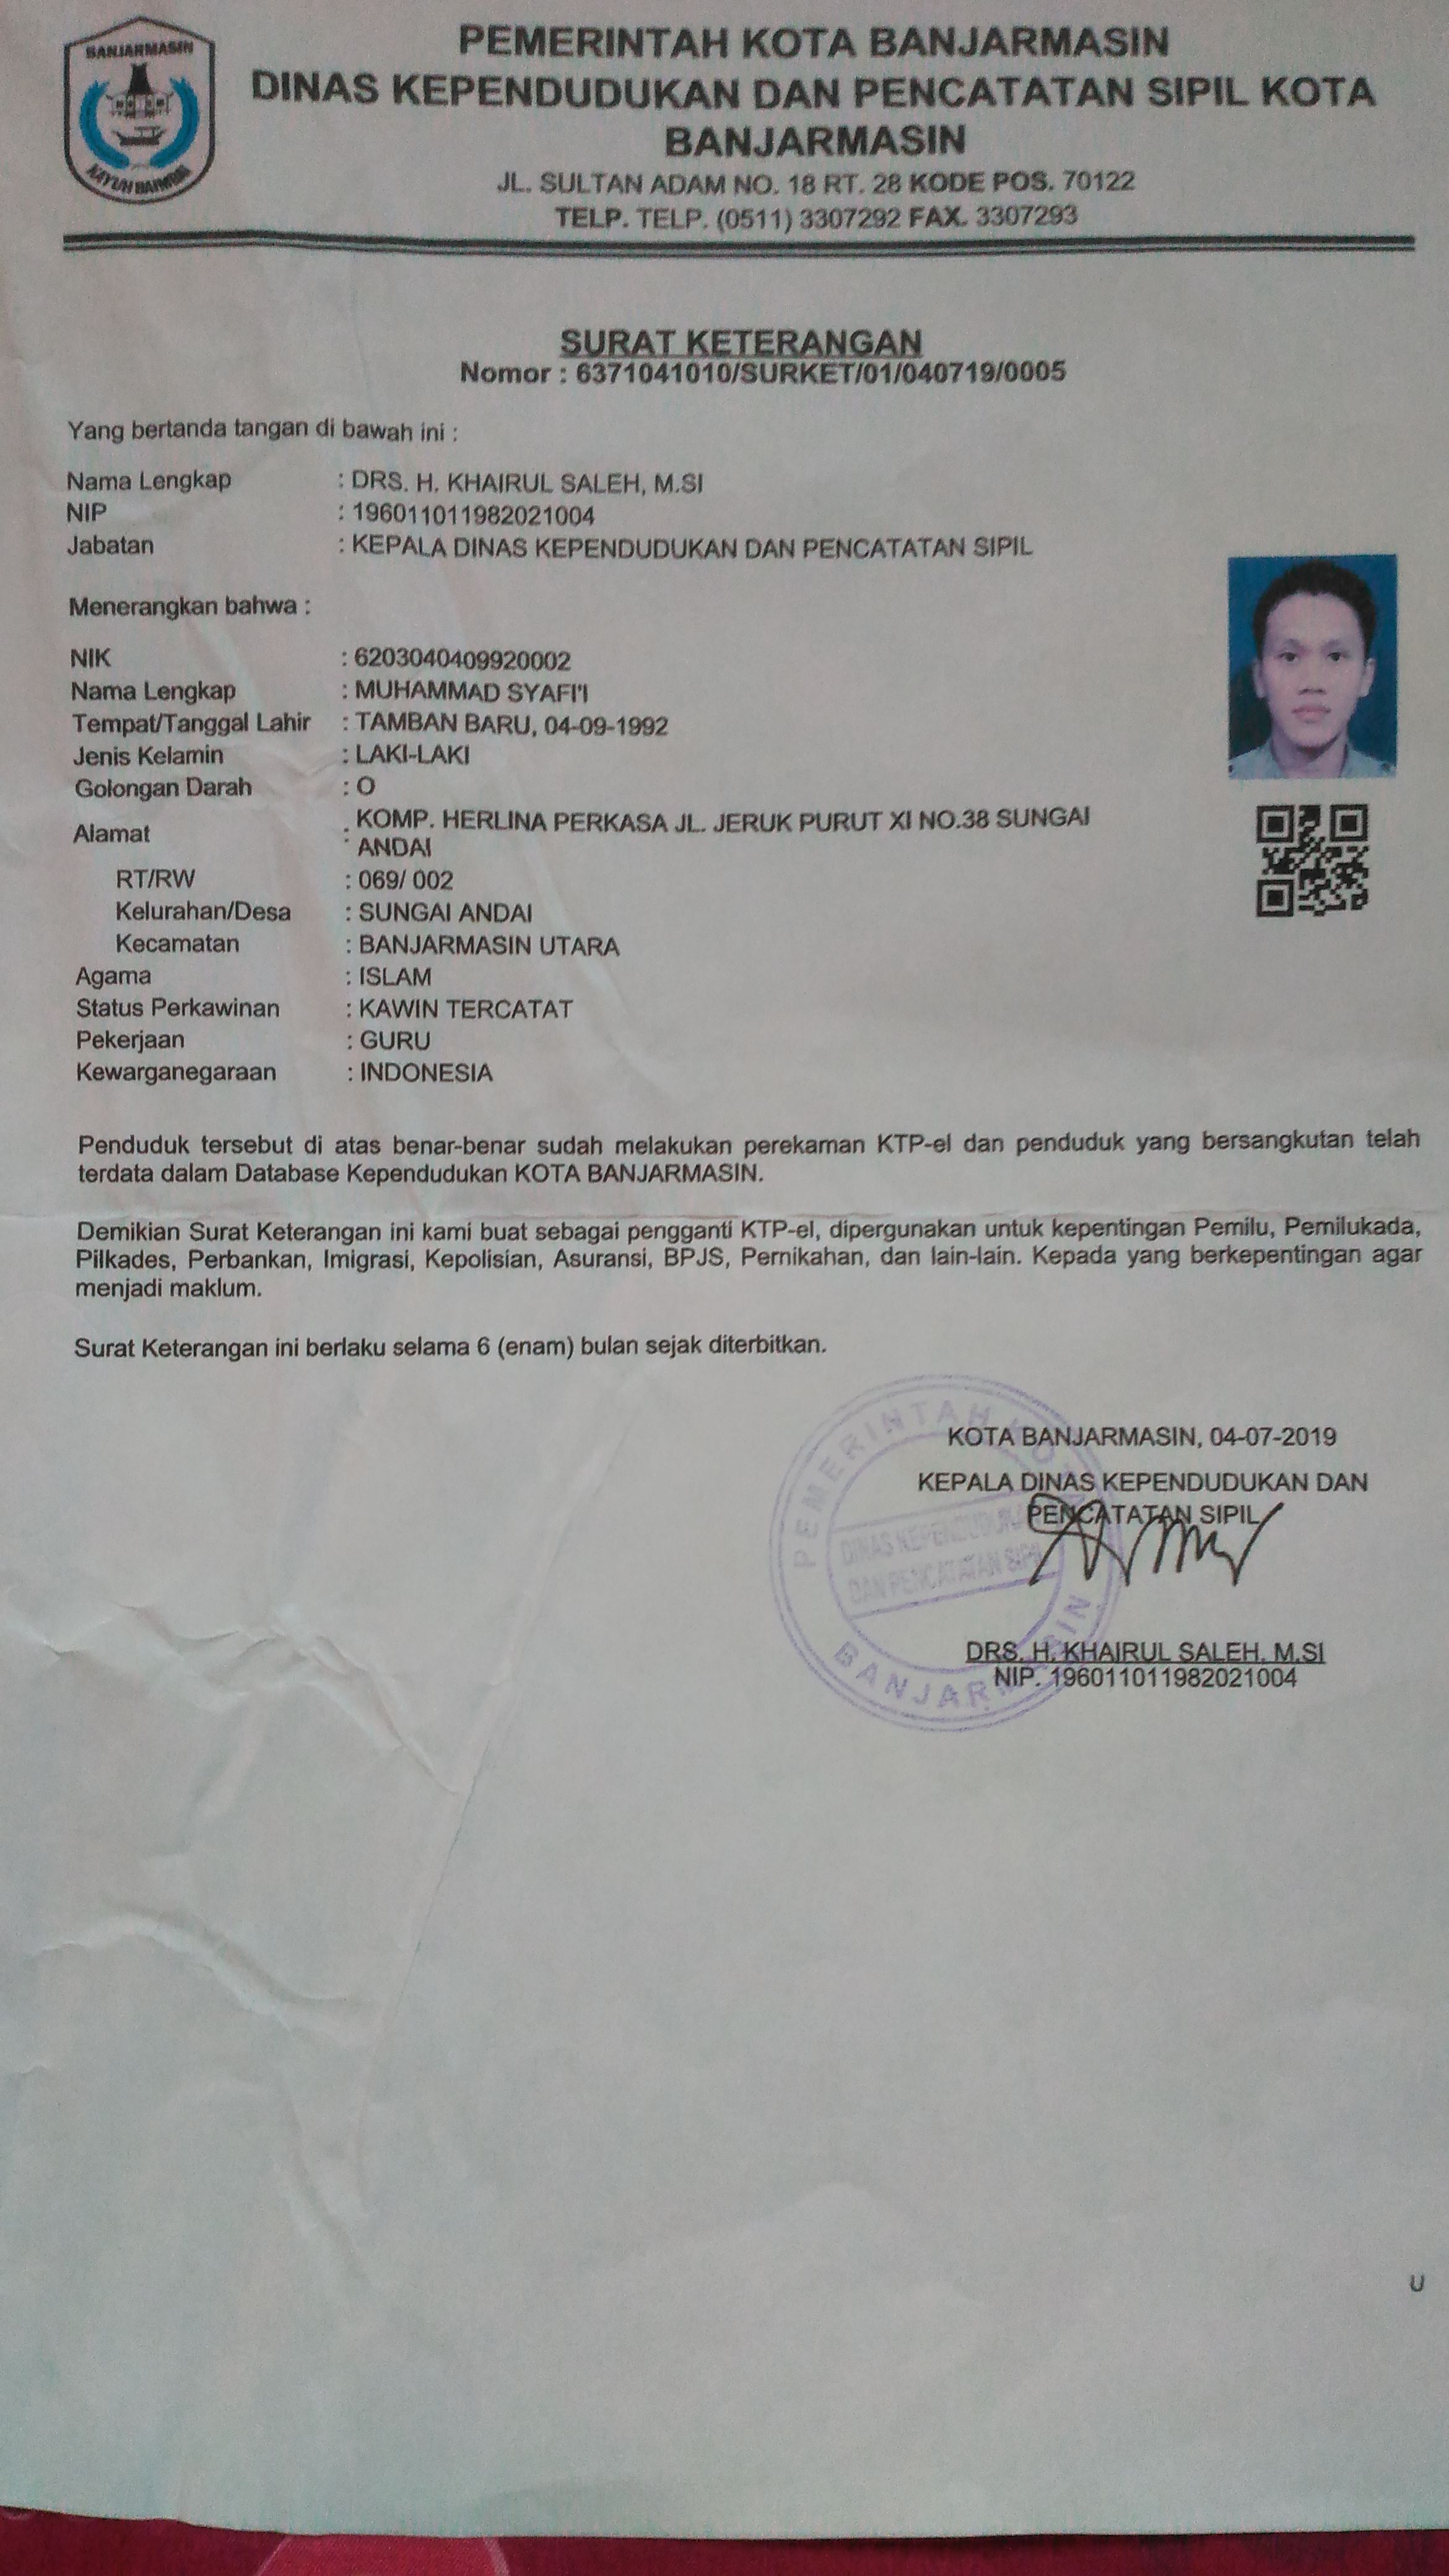 BANJARMASIN
KAYUH BAIMBAI
PEMERINTAH KOTA BANJARMASIN
DINAS KEPENDUDUKAN DAN PENCATATAN SIPIL KOTA
BANJARMASIN
JL. SULTAN ADAM NO. 18 RT. 28 KODE POS. 70122
TELP. TELP. (0511) 3307292 FAX. 3307293
SURAT KETERANGAN
Nomor : 6371041010/SURKET/01/040719/0005
Yang bertanda tangan di bawah ini :
Nama Lengkap : DRS. H. KHAIRUL SALEH, M.SI
NIP : 196011011982021004
Jabatan : KEPALA DINAS KEPENDUDUKAN DAN PENCATATAN SIPIL
Menerangkan bahwa :
NIK : 6203040409920002
Nama Lengkap : MUHAMMAD SYAFI'I
Tempat/Tanggal Lahir : TAMBAN BARU, 04-09-1992
Jenis Kelamin : LAKI-LAKI
Golongan Darah : O
Alamat : KOMP. HERLINA PERKASA JL. JERUK PURUT XI NO.38 SUNGAI
ANDAI
RT/RW : 069/ 002
Kelurahan/Desa : SUNGAI ANDAI
Kecamatan : BANJARMASIN UTARA
Agama : ISLAM
Status Perkawinan : KAWIN TERCATAT
Pekerjaan : GURU
Kewarganegaraan : INDONESIA
Penduduk tersebut di atas benar-benar sudah melakukan perekaman KTP-el dan penduduk yang bersangkutan telah
terdata dalam Database Kependudukan KOTA BANJARMASIN.
Demikian Surat Keterangan ini kami buat sebagai pengganti KTP-el, dipergunakan untuk kepentingan Pemilu, Pemilukada,
Pilkades, Perbankan, Imigrasi, Kepolisian, Asuransi, BPJS, Pernikahan, dan lain-lain. Kepada yang berkepentingan agar
menjadi maklum.
Surat Keterangan ini berlaku selama 6 (enam) bulan sejak diterbitkan.
KOTA BANJARMASIN, 04-07-2019
KEPALA DINAS KEPENDUDUKAN DAN
PENCATATAN SIPIL
PEMERINTAH KOTA
DINAS KEPENDUDUKAN
DAN PENCATATAN SIPIL
BANJARMASIN
DRS. H. KHAIRUL SALEH, M.SI
NIP. 196011011982021004
U